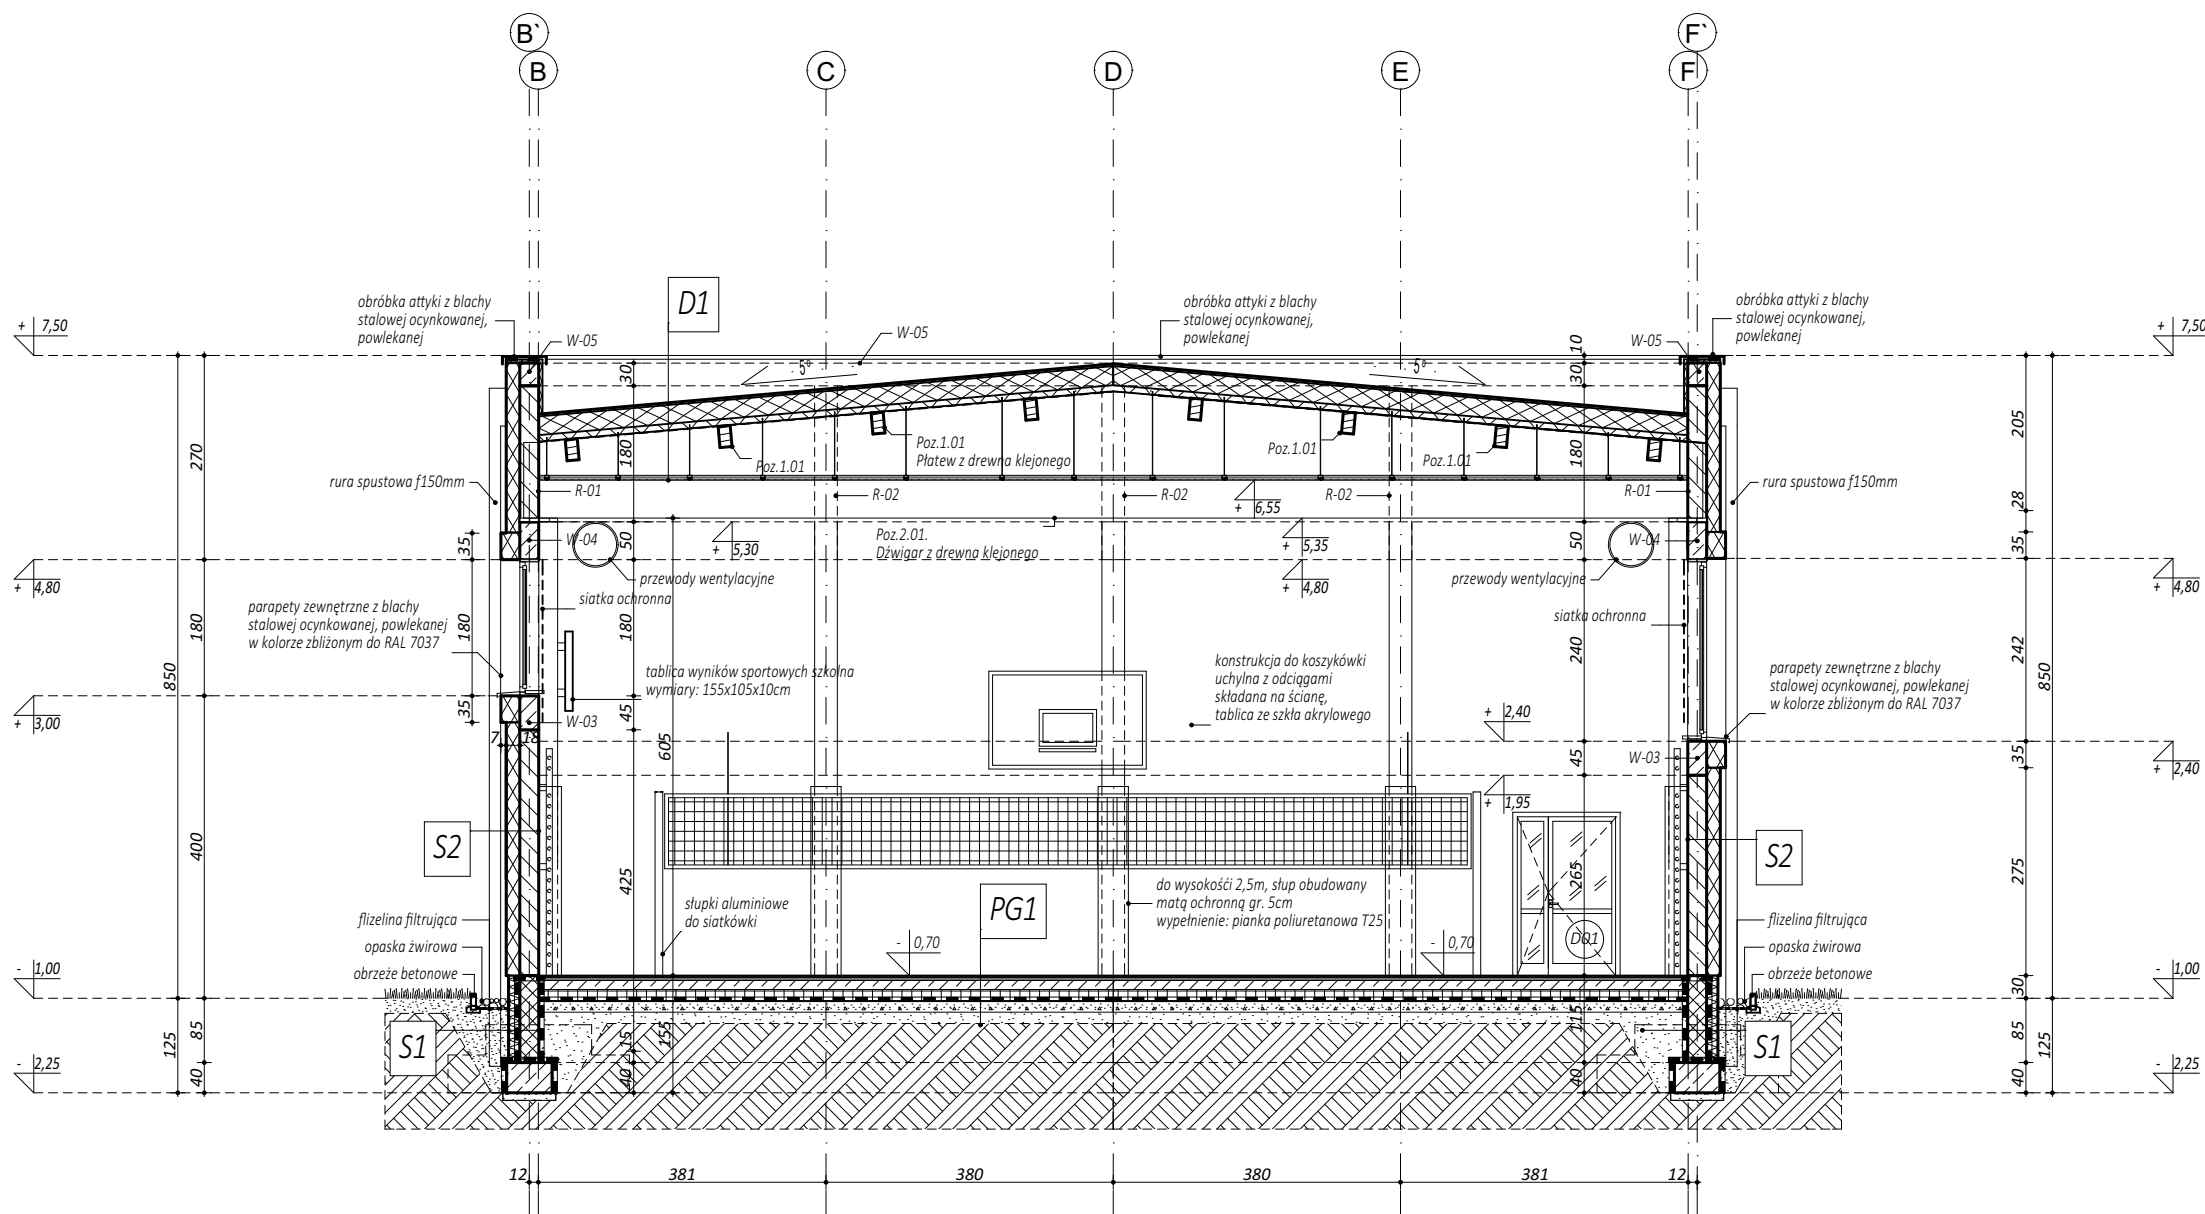 B`
F`
B
C
D
E
F
D1
obróbka attyki z blachy
stalowej ocynkowanej,
powlekanej
obróbka attyki z blachy
stalowej ocynkowanej,
powlekanej
obróbka attyki z blachy
stalowej ocynkowanej,
powlekanej
W-05
W-05
W-05
+ 7,50
+ 7,50
5°
5°
10
30
30
270
180
180
205
28
Poz.1.01
Płatew z drewna klejonego
Poz.1.01
Poz.1.01
Poz.1.01
rura spustowa f150mm
rura spustowa f150mm
R-01
R-02
R-02
R-02
R-01
+ 6,55
W-04
W-04
35
50
50
35
+ 5,30
Poz.2.01.
Dźwigar z drewna klejonego
+ 5,35
+ 4,80
+ 4,80
+ 4,80
przewody wentylacyjne
przewody wentylacyjne
siatka ochronna
siatka ochronna
parapety zewnętrzne z blachy
stalowej ocynkowanej, powlekanej
w kolorze zbliżonym do RAL 7037
180
180
180
240
242
850
850
tablica wyników sportowych szkolna
wymiary: 155x105x10cm
konstrukcja do koszykówki
uchylna z odciągami
składana na ścianę,
tablica ze szkła akrylowego
parapety zewnętrzne z blachy
stalowej ocynkowanej, powlekanej
w kolorze zbliżonym do RAL 7037
+ 3,00
35
W-03
45
7
18
605
+ 2,40
45
W-03
35
+ 2,40
+ 1,95
S2
S2
400
425
265
275
słupki aluminiowe
do siatkówki
PG1
do wysokośći 2,5m, słup obudowany
matą ochronną gr. 5cm
wypełnienie: pianka poliuretanowa T25
D01
- 0,70
- 0,70
flizelina filtrująca
opaska żwirowa
obrzeże betonowe
flizelina filtrująca
opaska żwirowa
obrzeże betonowe
- 1,00
- 1,00
30
S1
S1
125
85
15
155
115
85
125
- 2,25
- 2,25
40
40
40
40
12
381
380
380
381
12